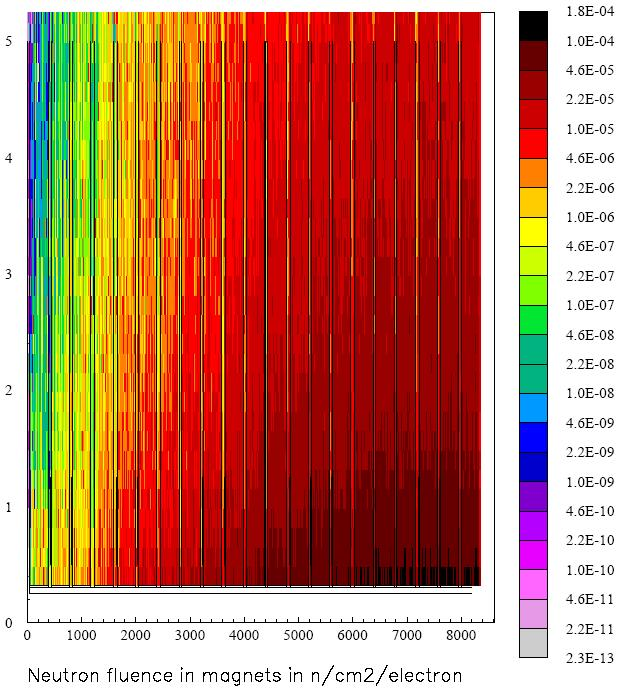 5
4
3
2
1
0
0 1000 2000 3000 4000 5000 6000 7000 8000
1.8E-04
1.0E-04
4.6E-05
2.2E-05
1.0E-05
4.6E-06
2.2E-06
1.0E-06
4.6E-07
2.2E-07
1.0E-07
4.6E-08
2.2E-08
1.0E-08
4.6E-09
2.2E-09
1.0E-09
4.6E-10
2.2E-10
1.0E-10
4.6E-11
2.2E-11
2.3E-13
Neutron fluence in magnets in n/cm2/electron